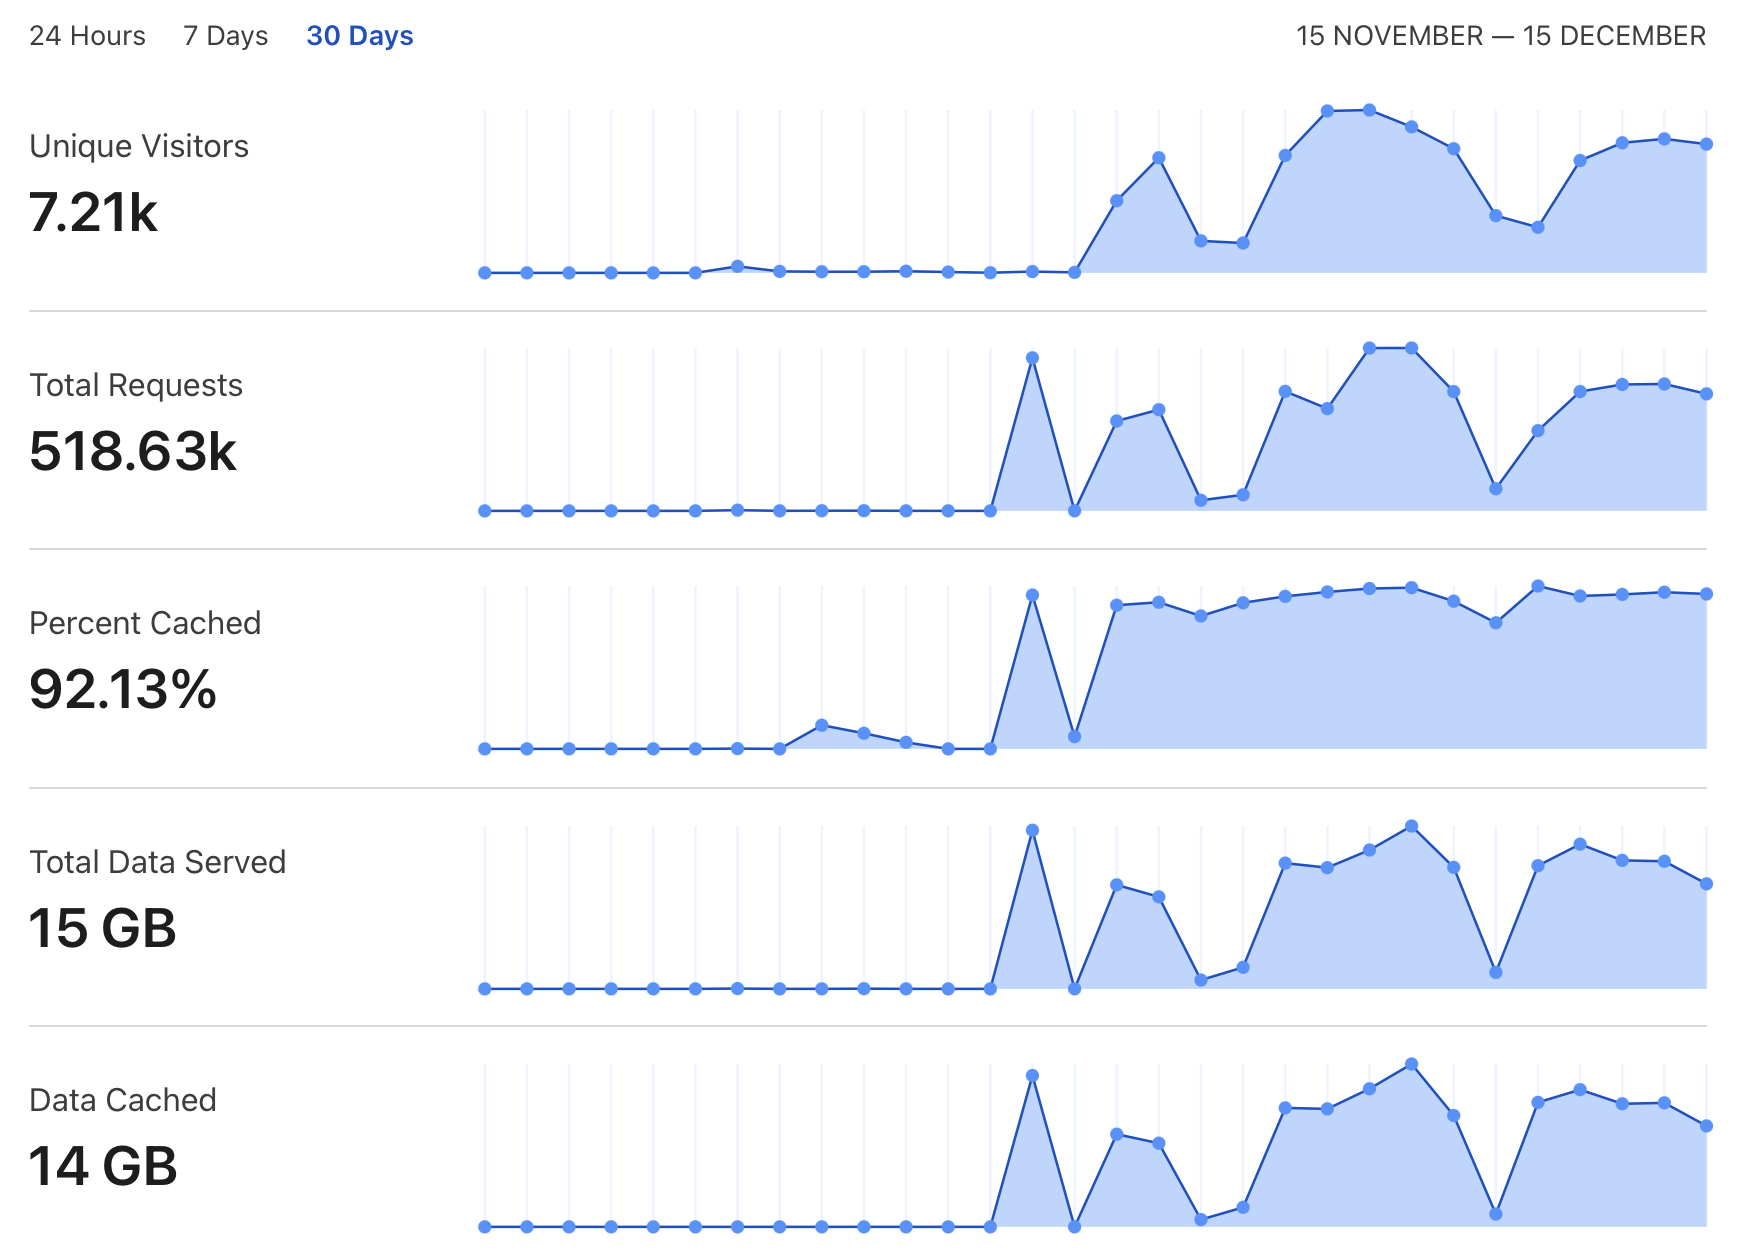 24 Hours 7 Days 30 Days 15 NOVEMBER — 15 DECEMBER
Unique Visitors
7.21k
Total Requests
518.63k
Percent Cached
92.13%
Total Data Served
15 GB
Data Cached
14 GB